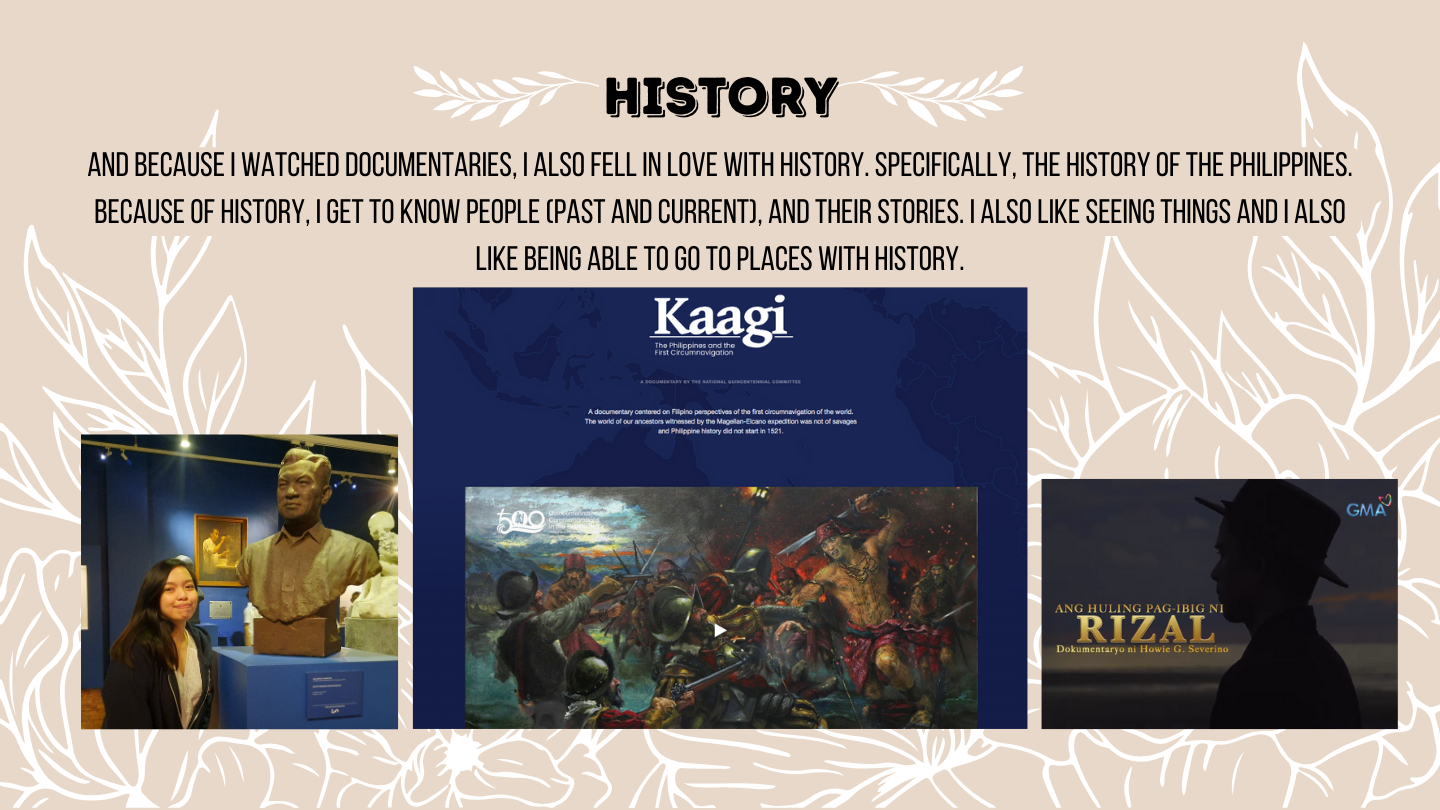 HISTORY
AND BECAUSE I WATCHED DOCUMENTARIES, I ALSO FELL IN LOVE WITH HISTORY. SPECIFICALLY, THE HISTORY OF THE PHILIPPINES.
BECAUSE OF HISTORY, I GET TO KNOW PEOPLE (PAST AND CURRENT), AND THEIR STORIES. I ALSO LIKE SEEING THINGS AND I ALSO
LIKE BEING ABLE TO GO TO PLACES WITH HISTORY.
Kaagi
The Philippines and the
First Circumnavigation
A DOCUMENTARY BY THE NATIONAL QUINCENTENNIAL COMMITTEE
A documentary centered on Filipino perspectives of the first circumnavigation of the world.
The world of our ancestors witnessed by the Magellan-Elcano expedition was not of savages
and Philippine history did not start in 1521.
500
GMA
ANG HULING PAG-IBIG NI
RIZAL
Dokumentaryo ni Howie G. Severino